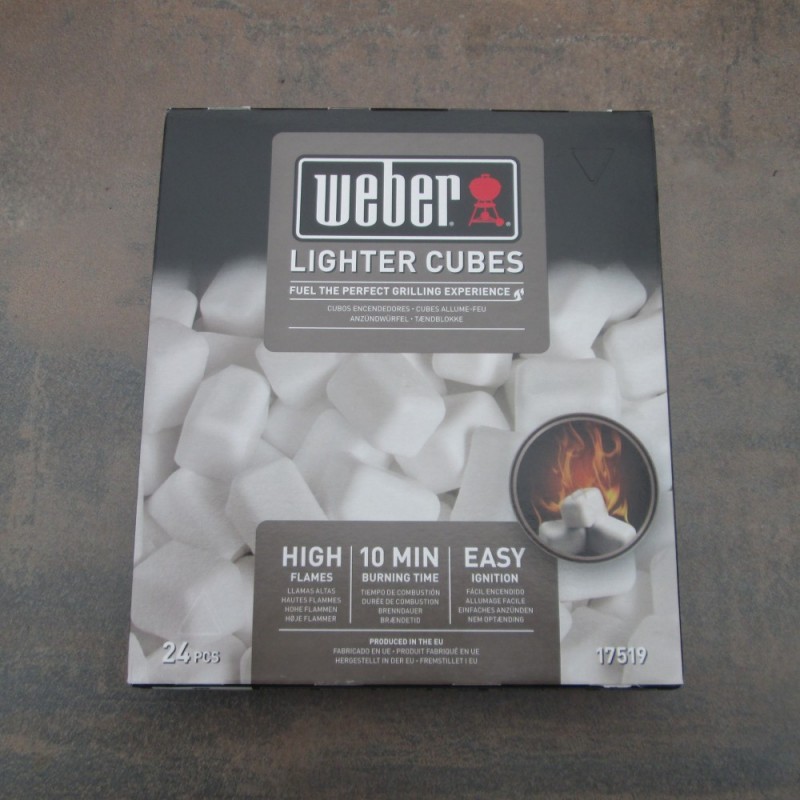 weber
LIGHTER CUBES
FUEL THE PERFECT GRILLING EXPERIENCE
CUBOS ENCENDEDORES • CUBES ALLUME-FEU
ANZÜNDWÜRFEL • TÆNDBLOKKE
HIGH
FLAMES
LLAMAS ALTAS
HAUTES FLAMMES
HOHE FLAMMEN
HØJE FLAMMER
10 MIN
BURNING TIME
TIEMPO DE COMBUSTIÓN
DURÉE DE COMBUSTION
BRENNDAUER
BRÆNDETID
EASY
IGNITION
FÁCIL ENCENDIDO
ALLUMAGE FACILE
EINFACHES ANZÜNDEN
NEM OPTÆNDING
PRODUCED IN THE EU
FABRICADO EN UE • PRODUIT FABRIQUÉ EN UE
HERGESTELLT IN DER EU • FREMSTILLET I EU
24 PCS
17519